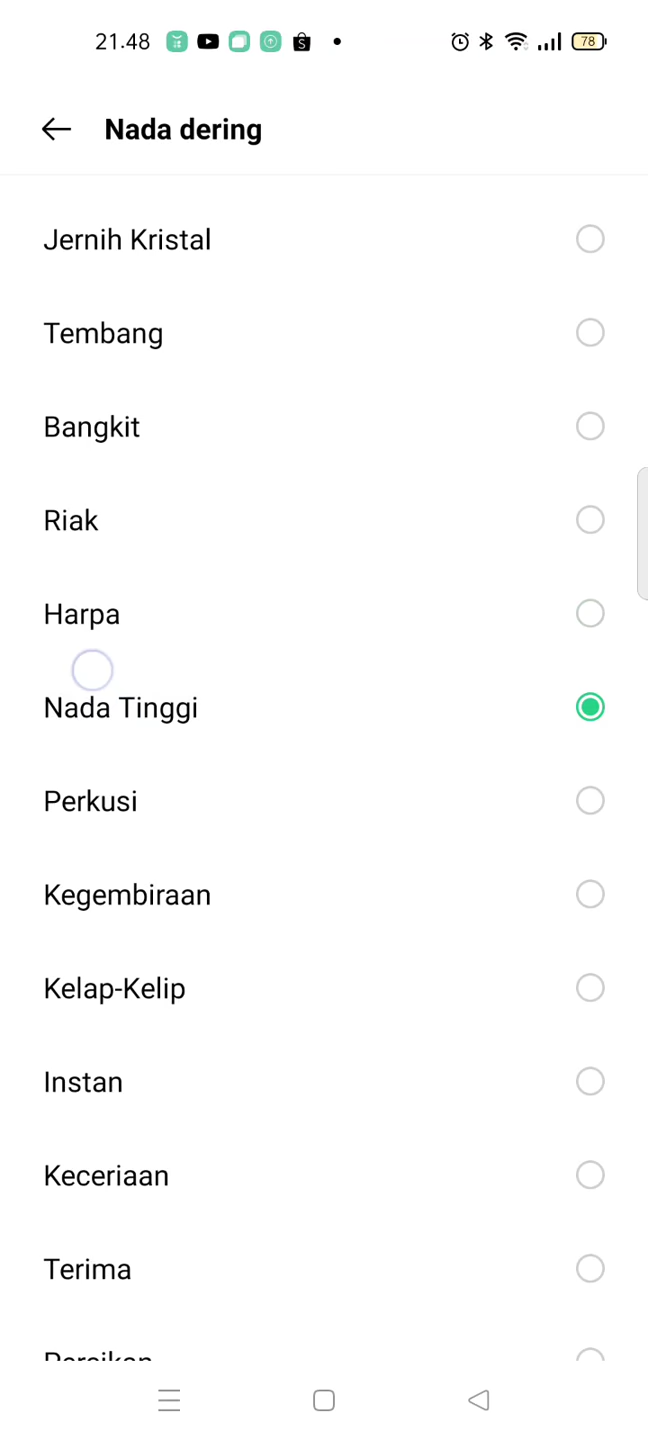 21.48
78
Nada dering
Jernih Kristal
Tembang
Bangkit
Riak
Harpa
Nada Tinggi
Perkusi
Kegembiraan
Kelap-Kelip
Instan
Keceriaan
Terima